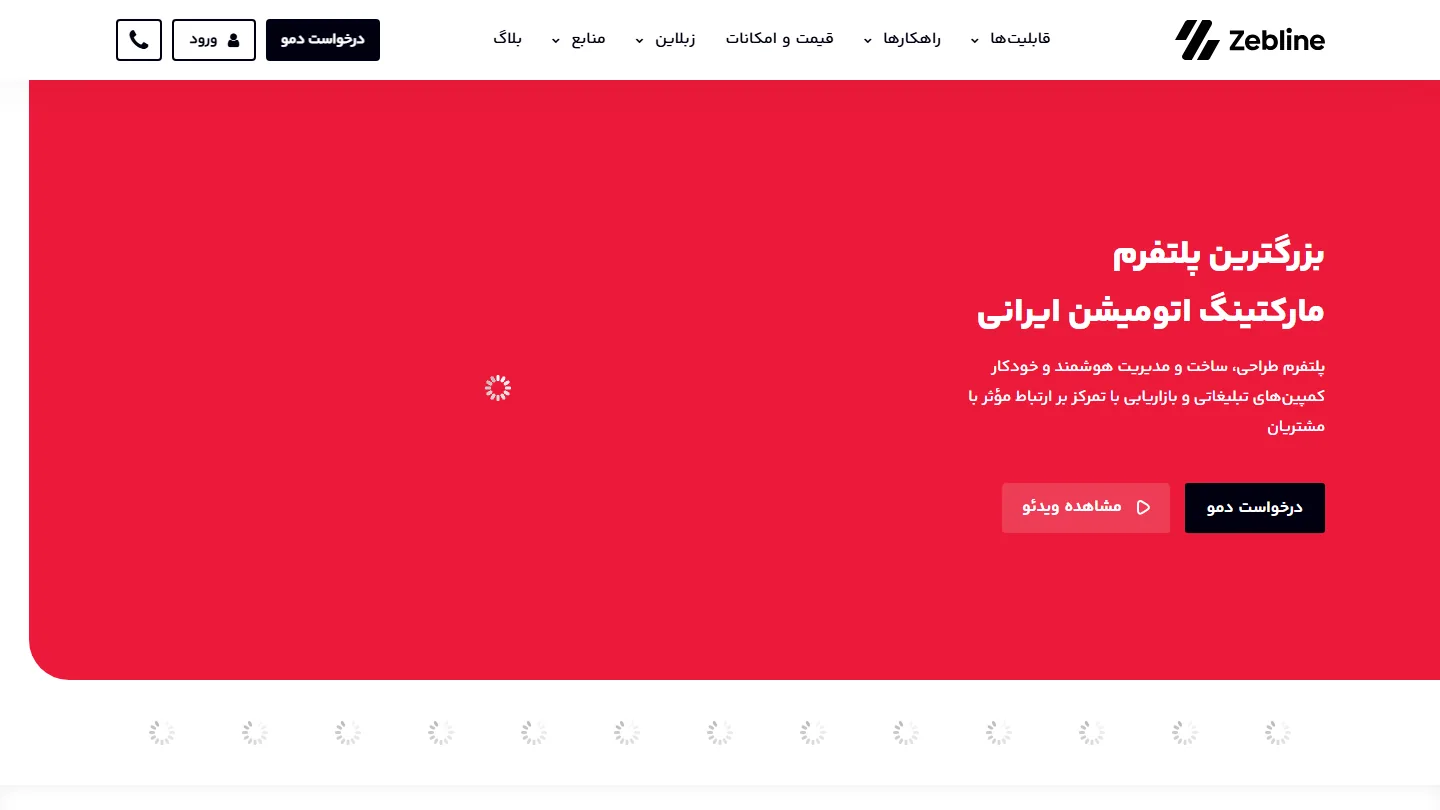 Zebline
قابلیت‌ها
راهکارها
قیمت و امکانات
زبلاین
منابع
بلاگ
درخواست دمو
ورود
بزرگترین پلتفرم
مارکتینگ اتومیشن ایرانی
پلتفرم طراحی، ساخت و مدیریت هوشمند و خودکار
کمپین‌های تبلیغاتی و بازاریابی با تمرکز بر ارتباط مؤثر با
مشتریان
درخواست دمو
مشاهده ویدئو